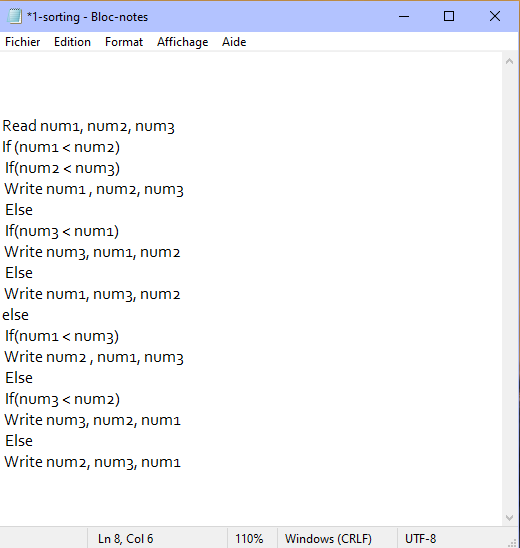 *1-sorting - Bloc-notes
Fichier Edition Format Affichage Aide
Read num1, num2, num3
If (num1 < num2)
If(num2 < num3)
Write num1 , num2, num3
Else
If(num3 < num1)
Write num3, num1, num2
Else
Write num1, num3, num2
else
If(num1 < num3)
Write num2 , num1, num3
Else
If(num3 < num2)
Write num3, num2, num1
Else
Write num2, num3, num1
Ln 8, Col 6 110% Windows (CRLF) UTF-8